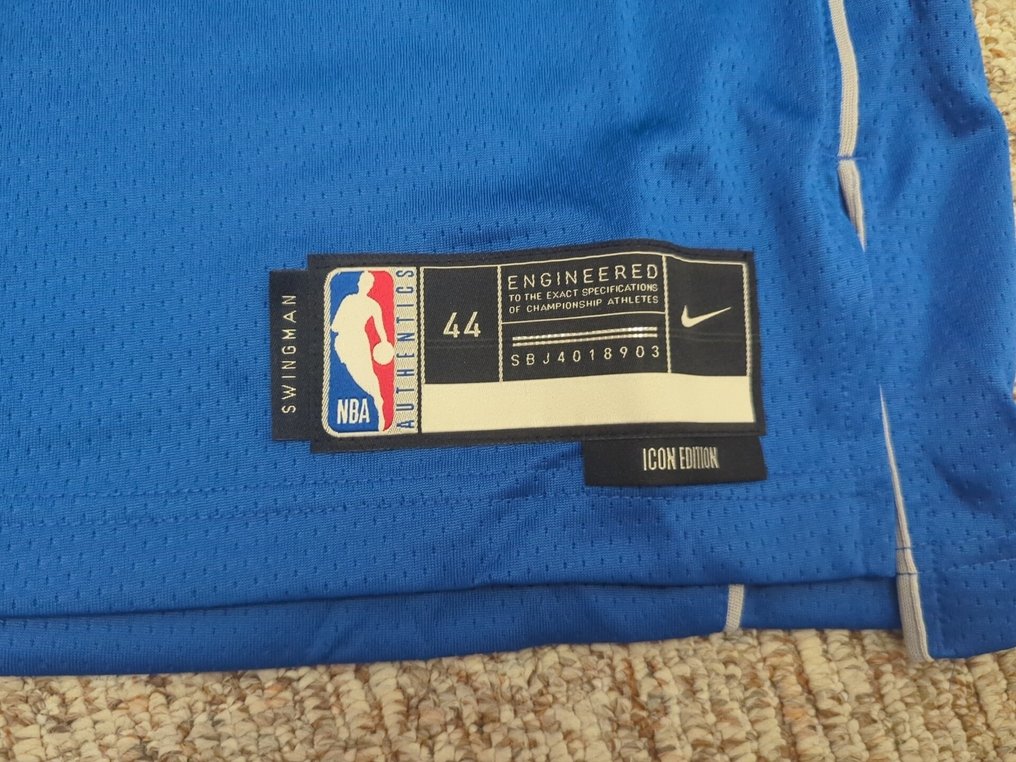 SWINGMAN
NBA
AUTHENTICS
44
ENGINEERED
TO THE EXACT SPECIFICATIONS
OF CHAMPIONSHIP ATHLETES
SBJ4018903
ICON EDITION